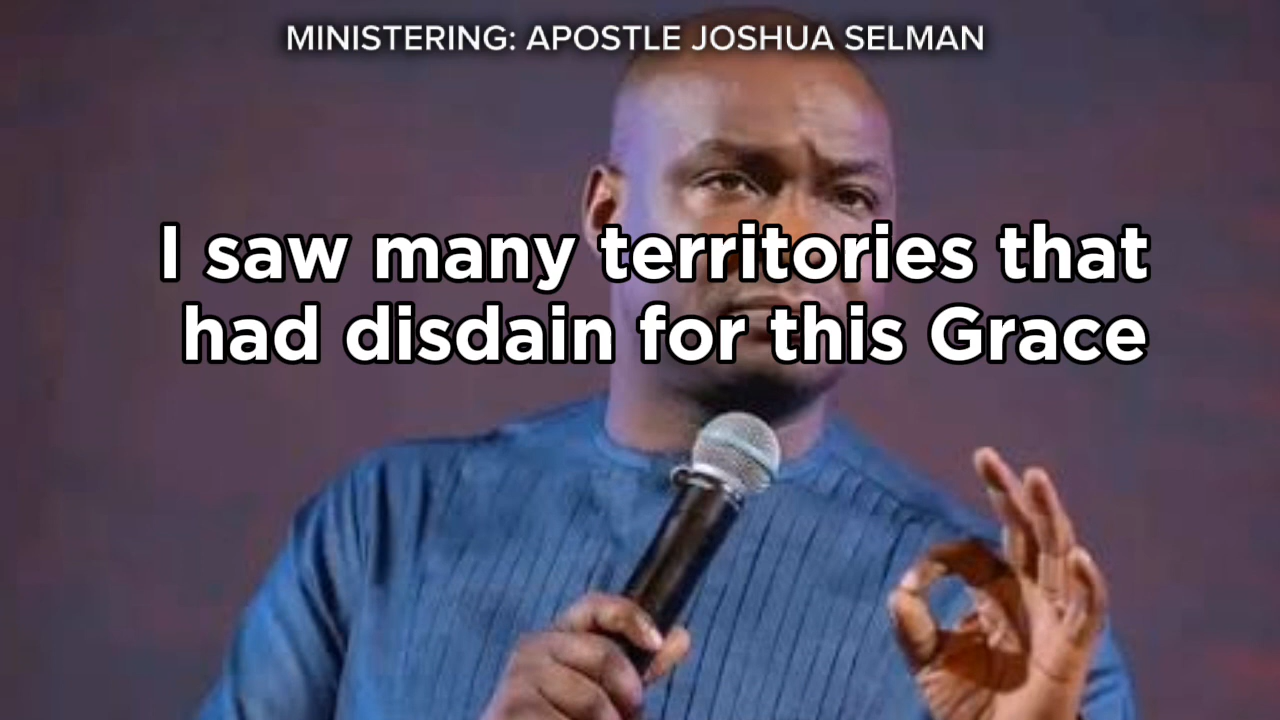 MINISTERING: APOSTLE JOSHUA SELMAN
I saw many territories that
had disdain for this Grace